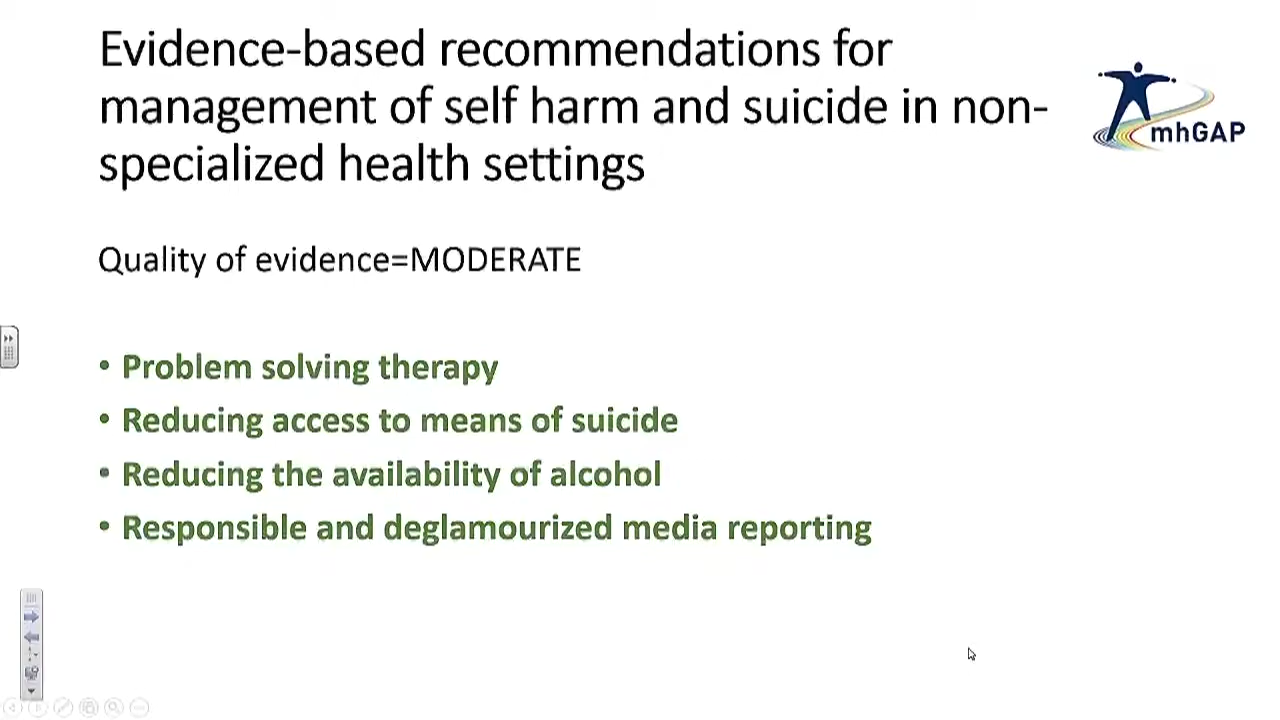 Evidence-based recommendations for
management of self harm and suicide in non-
specialized health settings
mhGAP
Quality of evidence=MODERATE
• Problem solving therapy
• Reducing access to means of suicide
• Reducing the availability of alcohol
• Responsible and deglamourized media reporting